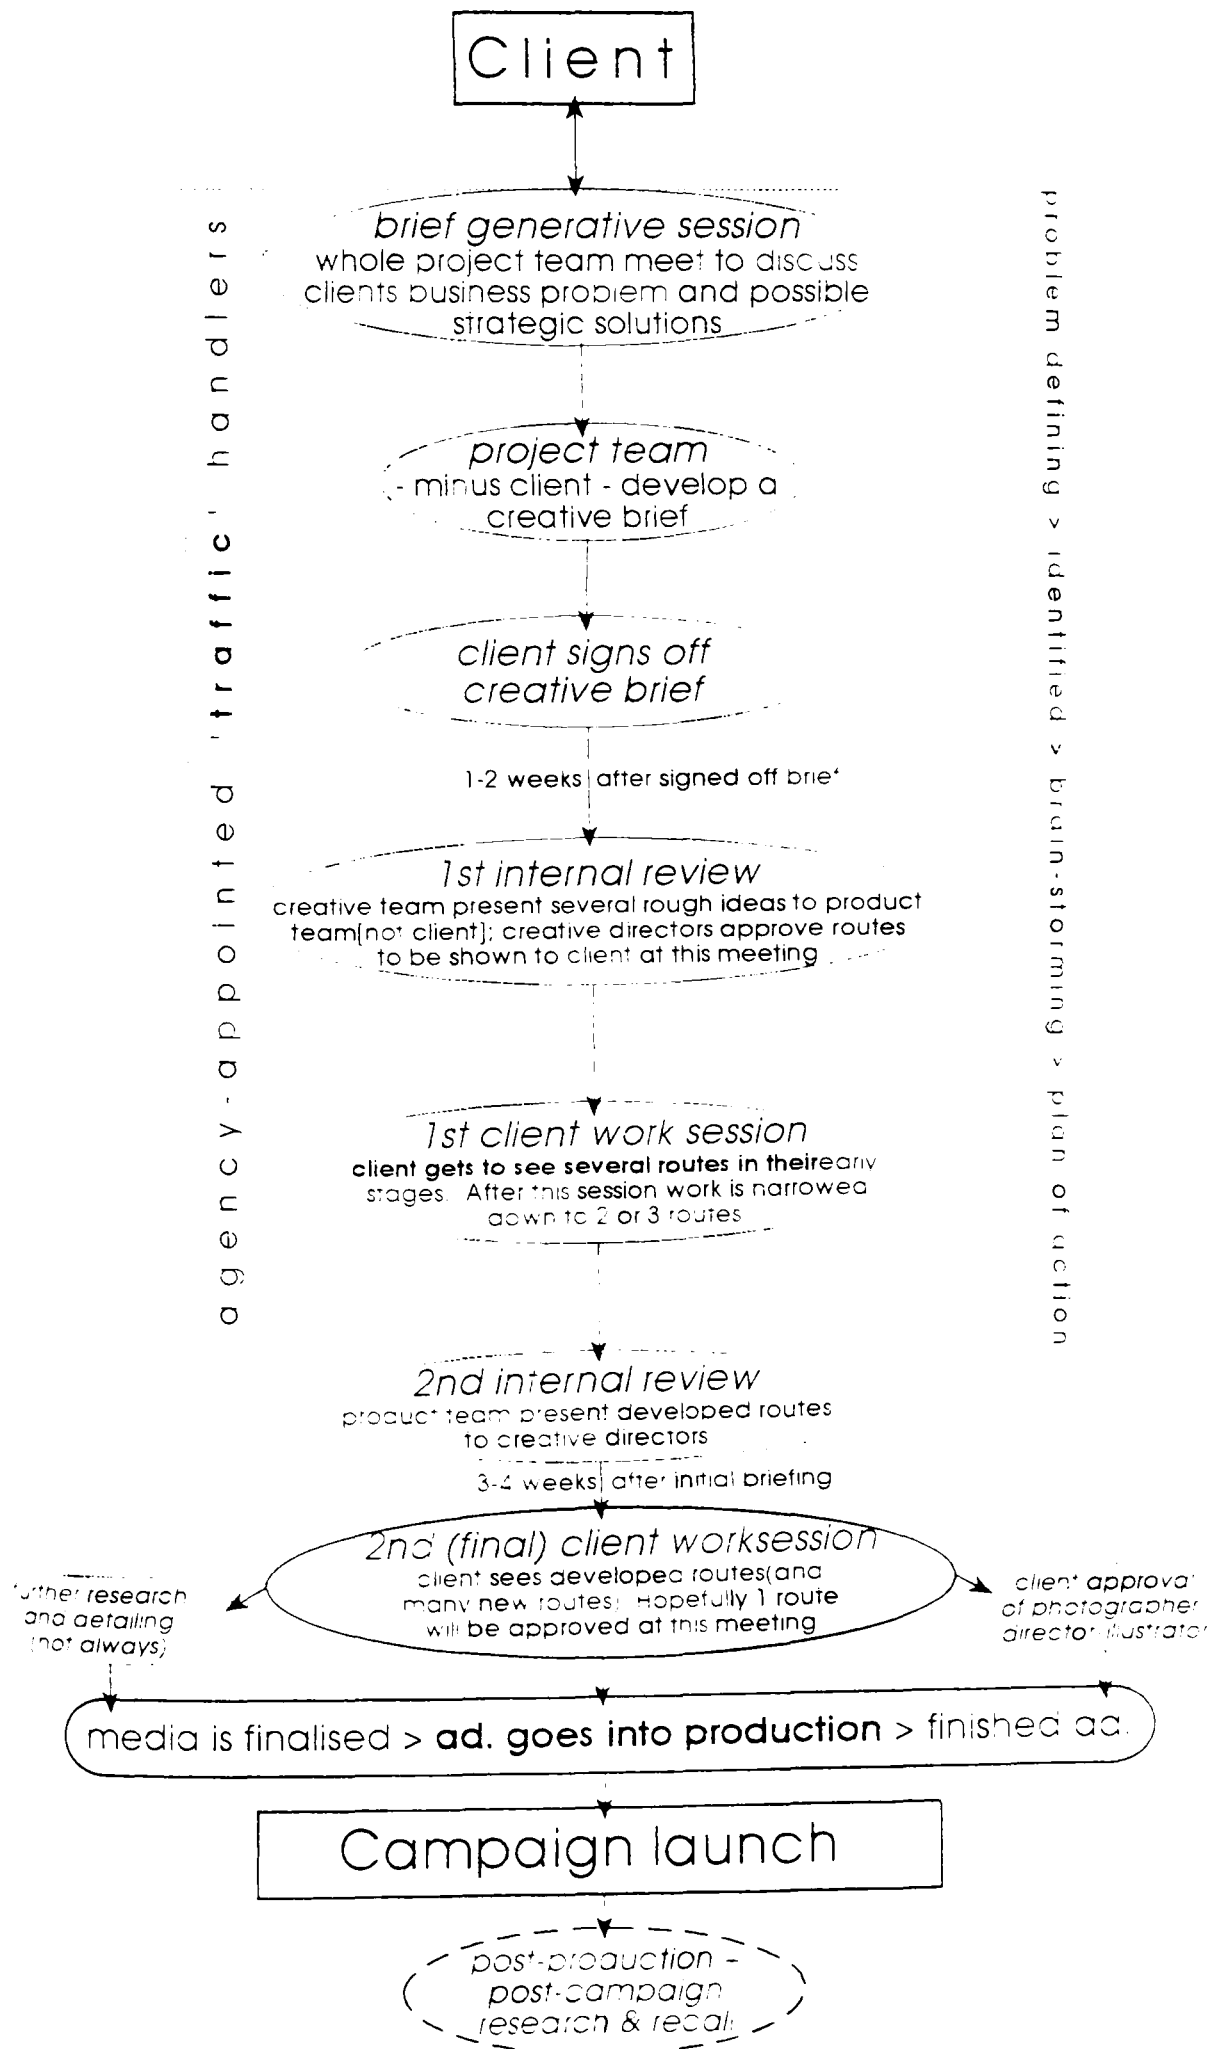 Client
brief generative session
whole project team meet to discuss
clients business problem and possible
strategic solutions
project team
- minus client - develop a
creative brief
client signs off
creative brief
1-2 weeks after signed off brief
1st internal review
creative team present several rough ideas to product
team[not client]; creative directors approve routes
to be shown to client at this meeting
1st client work session
client gets to see several routes in theirearly
stages. After this session work is narrowed
down to 2 or 3 routes
2nd internal review
product team present developed routes
to creative directors
3-4 weeks after initial briefing
2nd (final) client worksession
client sees developed routes(and
many new routes) Hopefully 1 route
will be approved at this meeting
further research
and detailing
(not always)
client approval
of photographer
director illustrator
media is finalised > ad. goes into production > finished ad.
Campaign launch
post-production -
post-campaign
research & recall
agency-appointed 'traffic' handlers
problem defining > identified > brain-storming > plan of action